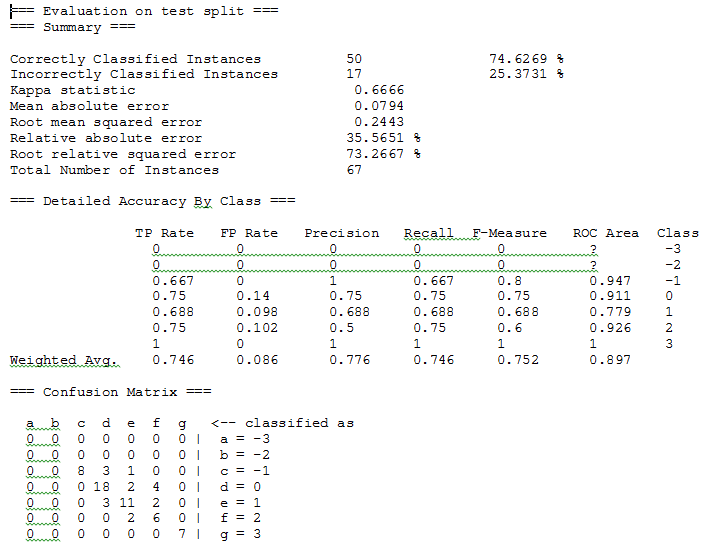 === Evaluation on test split ===
=== Summary ===
Correctly Classified Instances 50 74.6269 %
Incorrectly Classified Instances 17 25.3731 %
Kappa statistic 0.6666
Mean absolute error 0.0794
Root mean squared error 0.2443
Relative absolute error 35.5651 %
Root relative squared error 73.2667 %
Total Number of Instances 67
=== Detailed Accuracy By Class ===
TP Rate FP Rate Precision Recall F-Measure ROC Area Class
0 0 0 0 0 ? -3
0 0 0 0 0 ? -2
0.667 0 1 0.667 0.8 0.947 -1
0.75 0.14 0.75 0.75 0.75 0.911 0
0.688 0.098 0.688 0.688 0.688 0.779 1
0.75 0.102 0.5 0.75 0.6 0.926 2
1 0 1 1 1 1 3
Weighted Avg. 0.746 0.086 0.776 0.746 0.752 0.897
=== Confusion Matrix ===
a b c d e f g <-- classified as
0 0 0 0 0 0 0 | a = -3
0 0 0 0 0 0 0 | b = -2
0 0 8 3 1 0 0 | c = -1
0 0 0 18 2 4 0 | d = 0
0 0 0 3 11 2 0 | e = 1
0 0 0 0 2 6 0 | f = 2
0 0 0 0 0 0 7 | g = 3